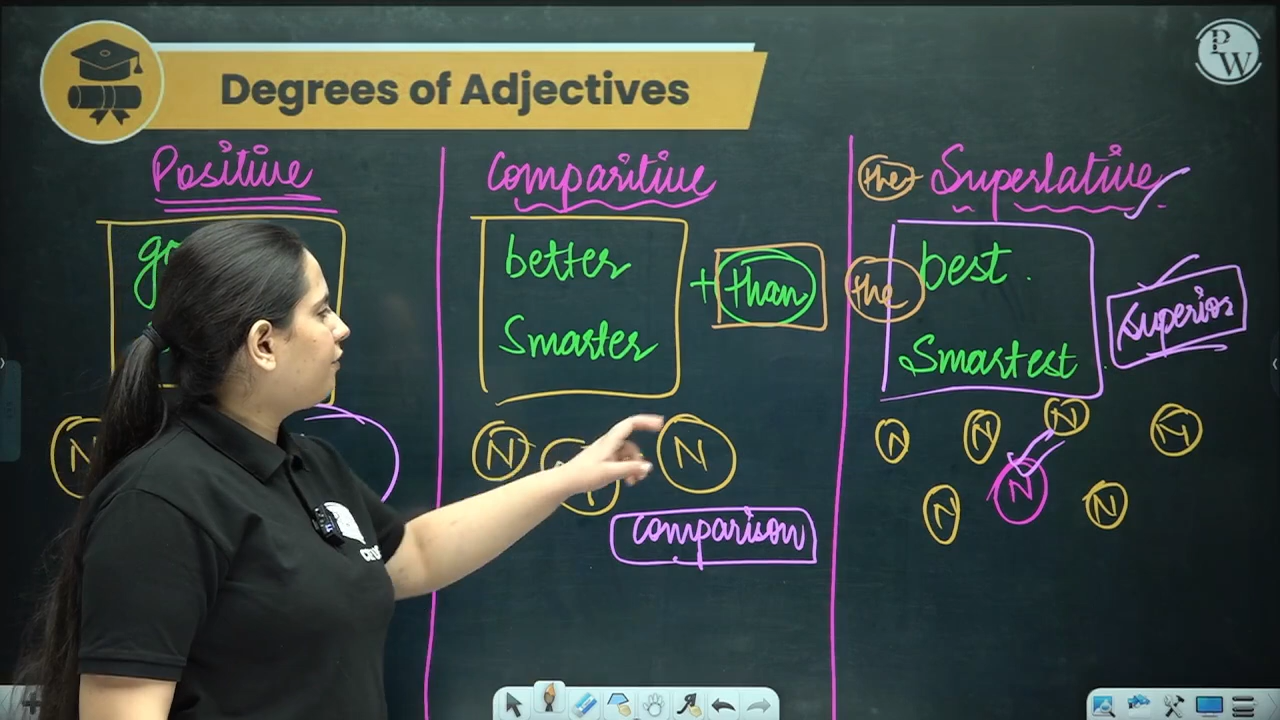 Degrees of Adjectives
PW
Positive
Comparitive
the Superlative
better
+ than
the best.
Smarter
Smartest
Superior
N
N
N
N
N
N
N
N
N
N
comparison